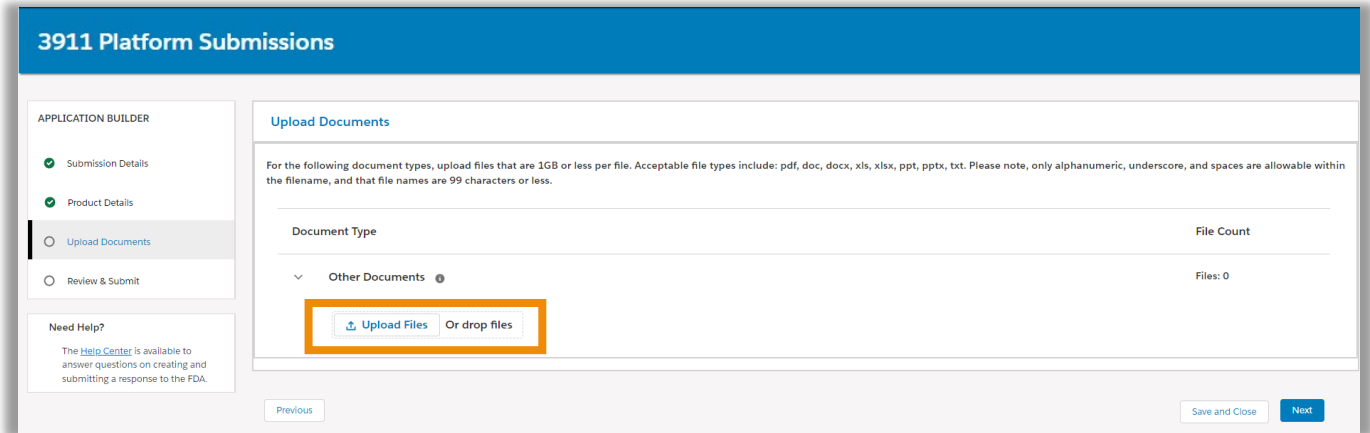 3911 Platform Submissions
APPLICATION BUILDER
Submission Details
Product Details
Upload Documents
Review & Submit
Need Help?
The Help Center is available to
answer questions on creating and
submitting a response to the FDA.
Upload Documents
For the following document types, upload files that are 1GB or less per file. Acceptable file types include: pdf, doc, docx, xls, xlsx, ppt, pptx, txt. Please note, only alphanumeric, underscore, and spaces are allowable within
the filename, and that file names are 99 characters or less.
Document Type File Count
Other Documents Files: 0
Upload Files Or drop files
Previous Save and Close Next